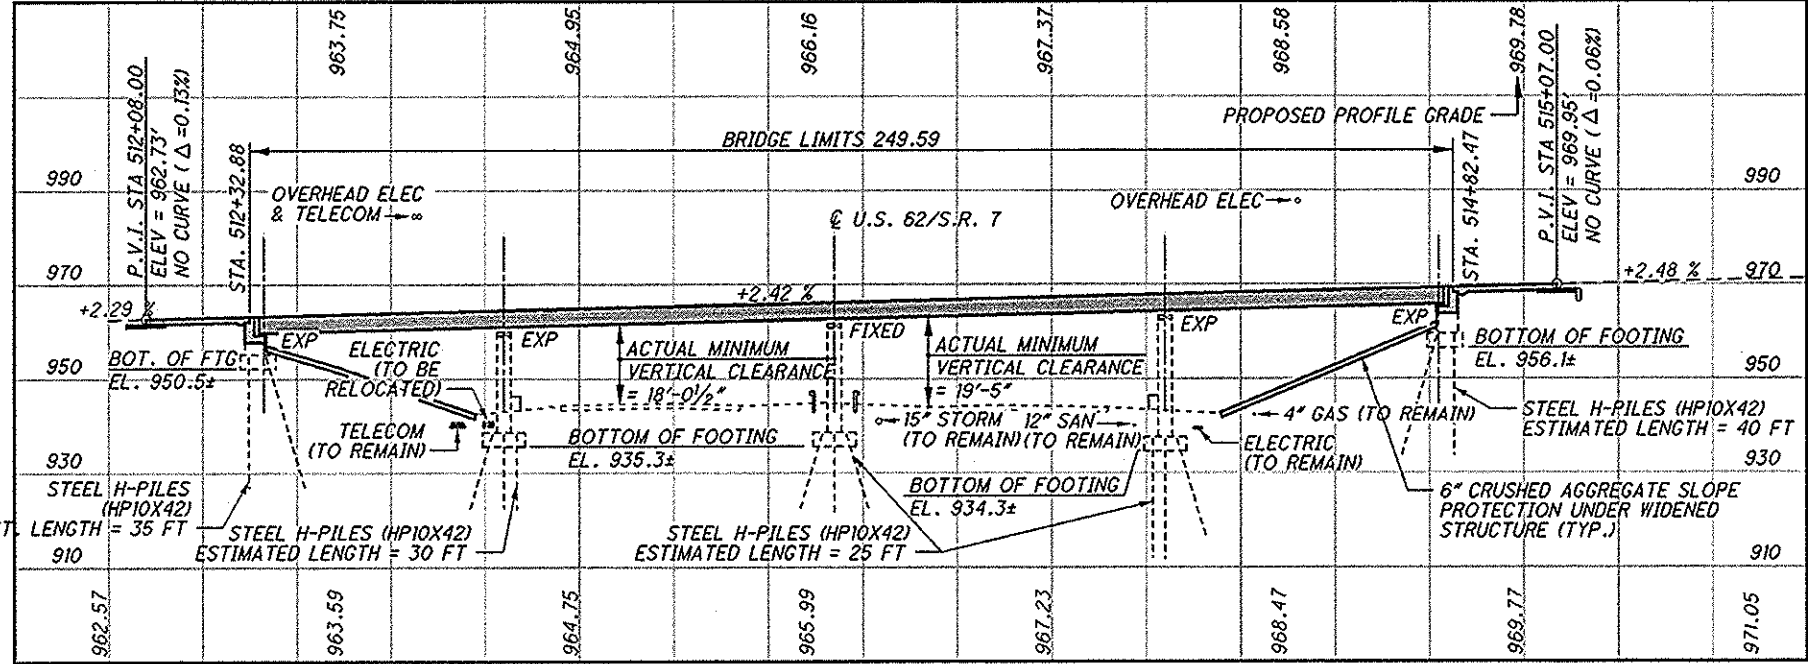 963.75
964.95
966.16
967.37
968.58
969.78
P.V.I. STA 512+08.00
ELEV = 962.73'
NO CURVE (Δ=0.13%)
STA. 512+32.88
BRIDGE LIMITS 249.59
PROPOSED PROFILE GRADE
STA. 514+82.47
P.V.I. STA 515+07.00
ELEV = 969.95'
NO CURVE (Δ=0.06%)
990
OVERHEAD ELEC
& TELECOM
℄ U.S. 62/S.R. 7
OVERHEAD ELEC
990
970
+2.29 %
+2.42 %
+2.48 %
970
EXP
EXP
FIXED
EXP
EXP
BOT. OF FTG
EL. 950.5±
950
ELECTRIC
(TO BE
RELOCATED)
ACTUAL MINIMUM
VERTICAL CLEARANCE
= 18'-0½"
ACTUAL MINIMUM
VERTICAL CLEARANCE
= 19'-5"
BOTTOM OF FOOTING
EL. 956.1±
950
TELECOM
(TO REMAIN)
BOTTOM OF FOOTING
EL. 935.3±
15" STORM
(TO REMAIN)
12" SAN
(TO REMAIN)
4" GAS (TO REMAIN)
ELECTRIC
(TO REMAIN)
STEEL H-PILES (HP10X42)
ESTIMATED LENGTH = 40 FT
930
930
STEEL H-PILES
(HP10X42)
T. LENGTH = 35 FT
STEEL H-PILES (HP10X42)
ESTIMATED LENGTH = 30 FT
BOTTOM OF FOOTING
EL. 934.3±
STEEL H-PILES (HP10X42)
ESTIMATED LENGTH = 25 FT
6" CRUSHED AGGREGATE SLOPE
PROTECTION UNDER WIDENED
STRUCTURE (TYP.)
910
910
962.57
963.59
964.75
965.99
967.23
968.47
969.77
971.05